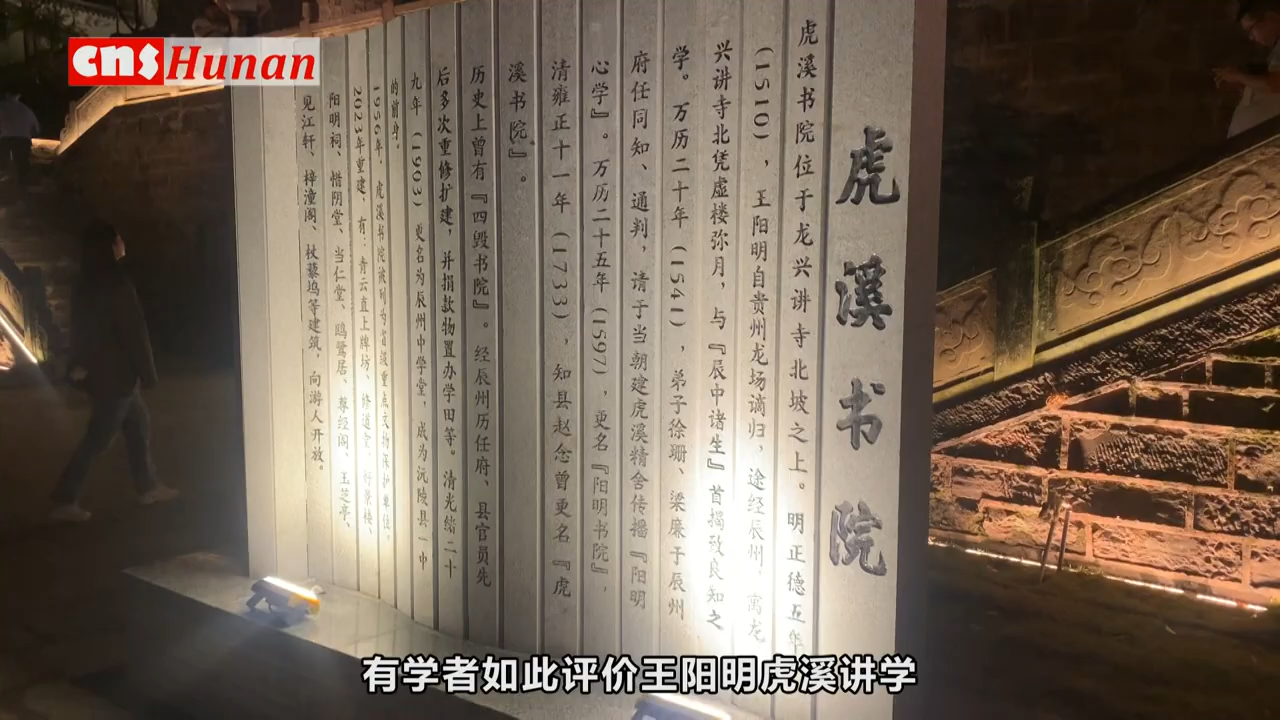 cns Hunan
虎溪书院
虎溪书院位于龙兴讲寺北坡之上。明正德五年
（1510），王阳明自贵州龙场谪归，途经辰州，寓龙
兴讲寺北凭虚楼弥月，与『辰中诸生』首揭致良知之
学。万历二十年（1541），弟子徐珊、梁廉于辰州
府任同知、通判，请于当朝建虎溪精舍传播『阳明
心学』。万历二十五年（1597），更名『阳明书院』，
清雍正十一年（1733），知县赵念曾更名『虎
溪书院』。
历史上曾有『四毁书院』。经辰州历任府、县官员先
后多次重修扩建，并捐款物置办学田等。清光绪二十
九年（1903）更名为辰州中学堂，成为沅陵县一中
的前身。
1956年，虎溪书院被列为省级重点文物保护单位。
2023年重建，有：青云直上牌坊、修道堂、行景楼、
阳明祠、惜阴堂、当仁堂、鸥鹭居、尊经阁、玉芝亭、
见江轩、梓潼阁、杖藜坞等建筑，向游人开放。
有学者如此评价王阳明虎溪讲学